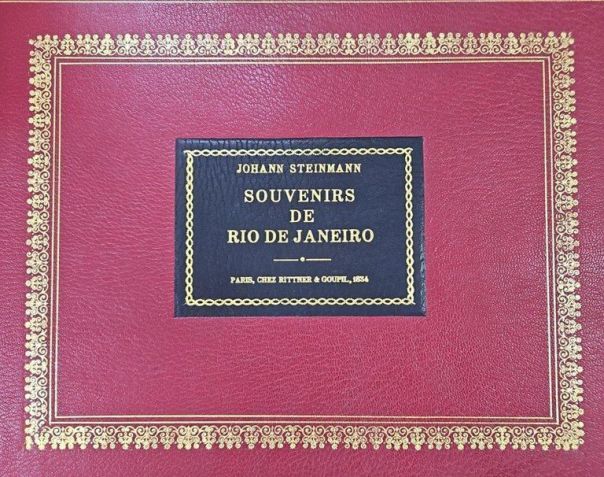 JOHANN STEINMANN
SOUVENIRS
DE
RIO DE JANEIRO
PARIS, CHEZ RITTNER & GOUPIL, 1834